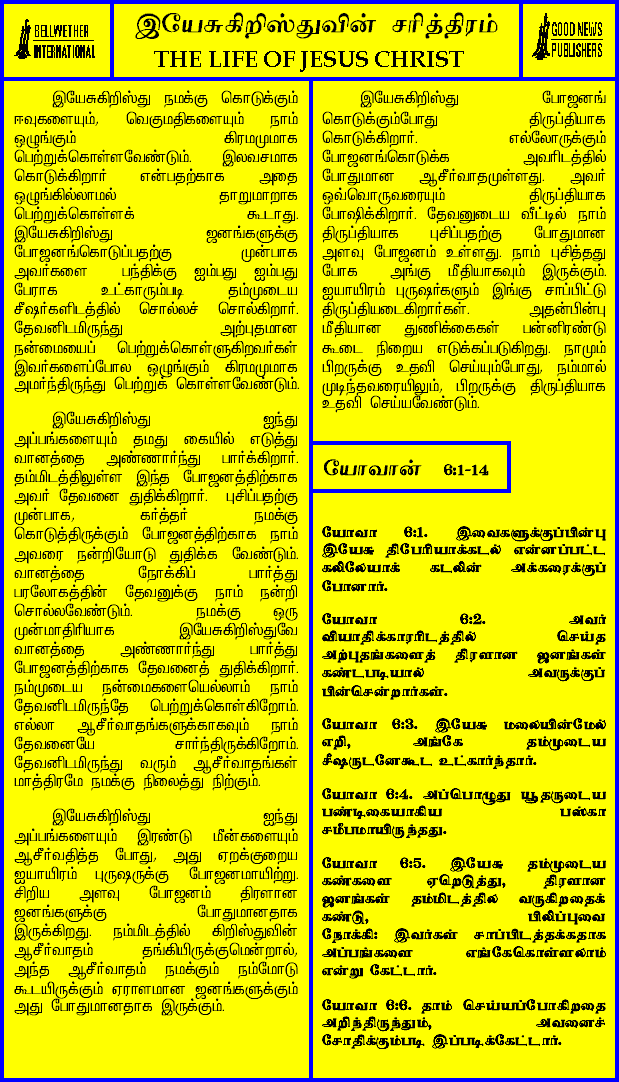 BELLWETHER
INTERNATIONAL
இயேசுகிறிஸ்துவின் சரித்திரம்
THE LIFE OF JESUS CHRIST
GOOD NEWS
PUBLISHERS
இயேசுகிறிஸ்து நமக்கு கொடுக்கும்
ஈவுகளையும், வெகுமதிகளையும் நாம்
ஒழுங்கும் கிரமமுமாக
பெற்றுக்கொள்ளவேண்டும். இலவசமாக
கொடுக்கிறார் என்பதற்காக அதை
ஒழுங்கில்லாமல் தாறுமாறாக
பெற்றுக்கொள்ளக் கூடாது.
இயேசுகிறிஸ்து ஜனங்களுக்கு
போஜனங்கொடுப்பதற்கு முன்பாக
அவர்களை பந்திக்கு ஐம்பது ஐம்பது
பேராக உட்காரும்படி தம்முடைய
சீஷர்களிடத்தில் சொல்லச் சொல்கிறார்.
தேவனிடமிருந்து அற்புதமான
நன்மையைப் பெற்றுக்கொள்ளுகிறவர்கள்
இவர்களைப்போல ஒழுங்கும் கிரமமுமாக
அமர்ந்திருந்து பெற்றுக் கொள்ளவேண்டும்.
இயேசுகிறிஸ்து ஐந்து
அப்பங்களையும் தமது கையில் எடுத்து
வானத்தை அண்ணார்ந்து பார்க்கிறார்.
தம்மிடத்திலுள்ள இந்த போஜனத்திற்காக
அவர் தேவனை துதிக்கிறார். புசிப்பதற்கு
முன்பாக, கர்த்தர் நமக்கு
கொடுத்திருக்கும் போஜனத்திற்காக நாம்
அவரை நன்றியோடு துதிக்க வேண்டும்.
வானத்தை நோக்கிப் பார்த்து
பரலோகத்தின் தேவனுக்கு நாம் நன்றி
சொல்லவேண்டும். நமக்கு ஒரு
முன்மாதிரியாக இயேசுகிறிஸ்துவே
வானத்தை அண்ணார்ந்து பார்த்து
போஜனத்திற்காக தேவனைத் துதிக்கிறார்.
நம்முடைய நன்மைகளையெல்லாம் நாம்
தேவனிடமிருந்தே பெற்றுக்கொள்கிறோம்.
எல்லா ஆசீர்வாதங்களுக்காகவும் நாம்
தேவனையே சார்ந்திருக்கிறோம்.
தேவனிடமிருந்து வரும் ஆசீர்வாதங்கள்
மாத்திரமே நமக்கு நிலைத்து நிற்கும்.
இயேசுகிறிஸ்து ஐந்து
அப்பங்களையும் இரண்டு மீன்களையும்
ஆசீர்வதித்த போது, அது ஏறக்குறைய
ஐயாயிரம் புருஷருக்கு போஜனமாயிற்று.
சிறிய அளவு போஜனம் திரளான
ஜனங்களுக்கு போதுமானதாக
இருக்கிறது. நம்மிடத்தில் கிறிஸ்துவின்
ஆசீர்வாதம் தங்கியிருக்குமென்றால்,
அந்த ஆசீர்வாதம் நமக்கும் நம்மோடு
கூடயிருக்கும் ஏராளமான ஜனங்களுக்கும்
அது போதுமானதாக இருக்கும்.
இயேசுகிறிஸ்து போஜனங்
கொடுக்கும்போது திருப்தியாக
கொடுக்கிறார். எல்லோருக்கும்
போஜனங்கொடுக்க அவரிடத்தில்
போதுமான ஆசீர்வாதமுள்ளது. அவர்
ஒவ்வொருவரையும் திருப்தியாக
போஷிக்கிறார். தேவனுடைய வீட்டில் நாம்
திருப்தியாக புசிப்பதற்கு போதுமான
அளவு போஜனம் உள்ளது. நாம் புசித்தது
போக அங்கு மீதியாகவும் இருக்கும்.
ஐயாயிரம் புருஷர்களும் இங்கு சாப்பிட்டு
திருப்தியடைகிறார்கள். அதன்பின்பு
மீதியான துணிக்கைகள் பன்னிரண்டு
கூடை நிறைய எடுக்கப்படுகிறது. நாமும்
பிறருக்கு உதவி செய்யும்போது, நம்மால்
முடிந்தவரையிலும், பிறருக்கு திருப்தியாக
உதவி செய்யவேண்டும்.
யோவான் 6:1-14
யோவா 6:1. இவைகளுக்குப்பின்பு
இயேசு திபேரியாக்கடல் என்னப்பட்ட
கலிலேயாக் கடலின் அக்கரைக்குப்
போனார்.
யோவா 6:2. அவர்
வியாதிக்காரரிடத்தில் செய்த
அற்புதங்களைத் திரளான ஜனங்கள்
கண்டபடியால் அவருக்குப்
பின்சென்றார்கள்.
யோவா 6:3. இயேசு மலையின்மேல்
எறி, அங்கே தம்முடைய
சீஷருடனேகூட உட்கார்ந்தார்.
யோவா 6:4. அப்பொழுது யூதருடைய
பண்டிகையாகிய பஸ்கா
சமீபமாயிருந்தது.
யோவா 6:5. இயேசு தம்முடைய
கண்களை ஏறெடுத்து, திரளான
ஜனங்கள் தம்மிடத்தில் வருகிறதைக்
கண்டு, பிலிப்புவை
நோக்கி: இவர்கள் சாப்பிடத்தக்கதாக
அப்பங்களை எங்கேகொள்ளலாம்
என்று கேட்டார்.
யோவா 6:6. தாம் செய்யப்போகிறதை
அறிந்திருந்தும், அவனைச்
சோதிக்கும்படி இப்படிக்கேட்டார்.